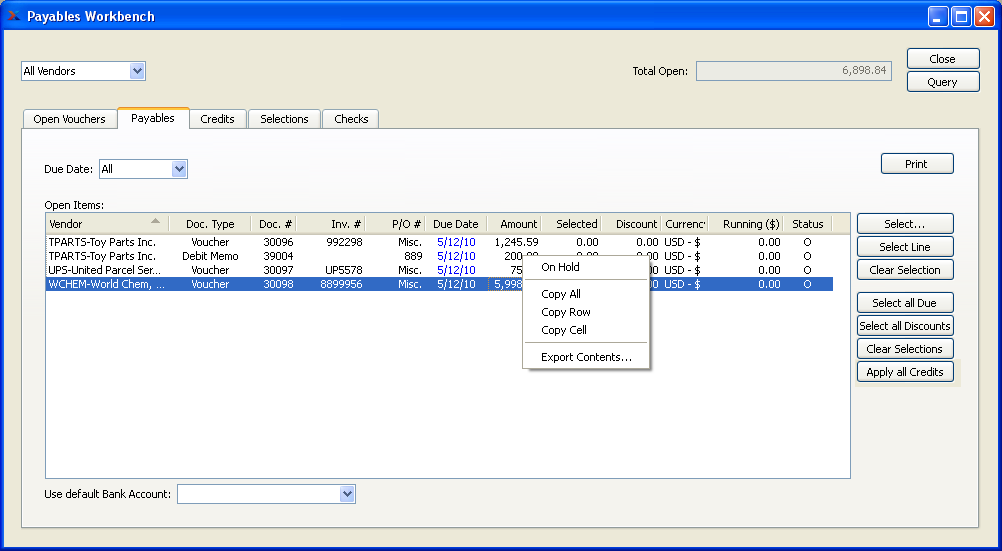 Payables Workbench
All Vendors
Total Open: 6,898.84
Close
Query
Open Vouchers Payables Credits Selections Checks
Due Date: All
Print
Open Items:
Vendor Doc. Type Doc. # Inv. # P/O # Due Date Amount Selected Discount Currency Running ($) Status
TPARTS-Toy Parts Inc. Voucher 30096 992298 Misc. 5/12/10 1,245.59 0.00 0.00 USD - $ 0.00 O
TPARTS-Toy Parts Inc. Debit Memo 39004 889 5/12/10 200. 0.00 0.00 USD - $ 0.00 O
UPS-United Parcel Ser... Voucher 30097 UP5578 Misc. 5/12/10 75 0.00 USD - $ 0.00 O
WCHEM-World Chem, ... Voucher 30098 8899956 Misc. 5/12/10 5,998 0.00 USD - $ 0.00 O
On Hold
Copy All
Copy Row
Copy Cell
Export Contents...
Select...
Select Line
Clear Selection
Select all Due
Select all Discounts
Clear Selections
Apply all Credits
Use default Bank Account: